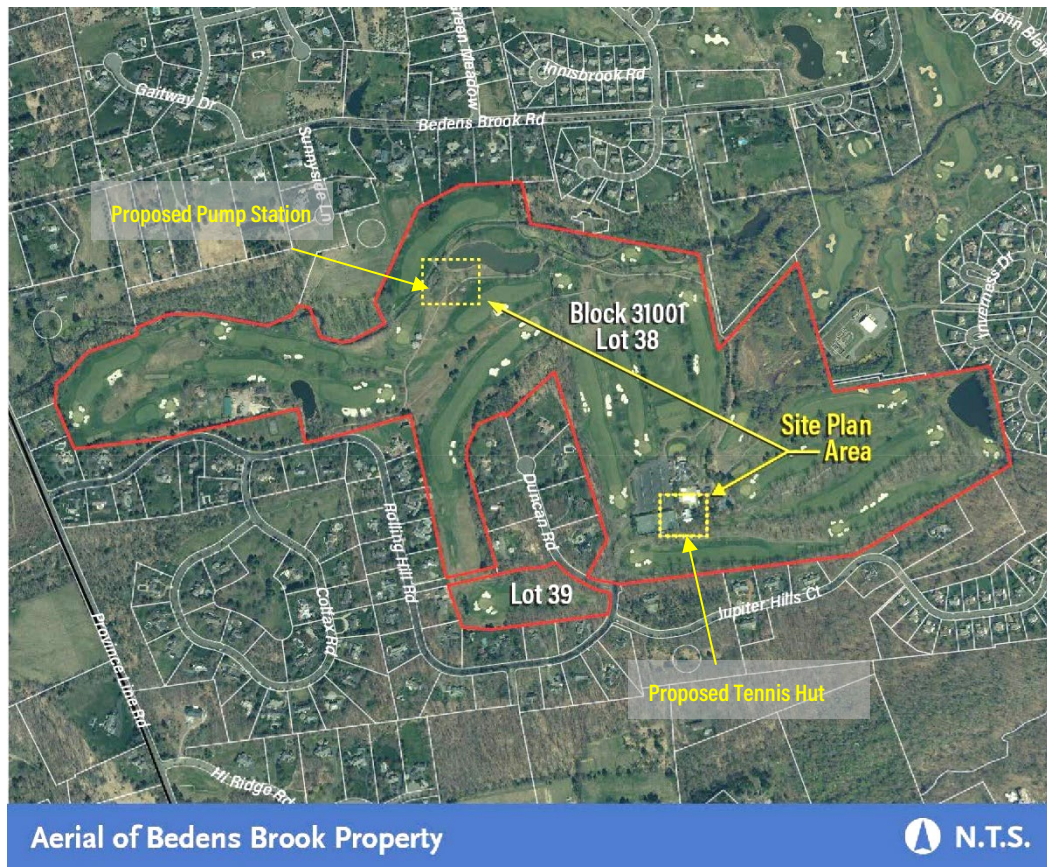 John Blaw
Innisbrook Rd
Green Meadow
Gaitway Dr
Bedens Brook Rd
Sunnyside Ln
Proposed Pump Station
Inverness Dr
Block 31001
Lot 38
Site Plan
Area
Duncan Rd
Rolling Hill Rd
Lot 39
Colfax Rd
Jupiter Hills Ct
Province Line Rd
Proposed Tennis Hut
Hi Ridge Rd
Aerial of Bedens Brook Property
N.T.S.